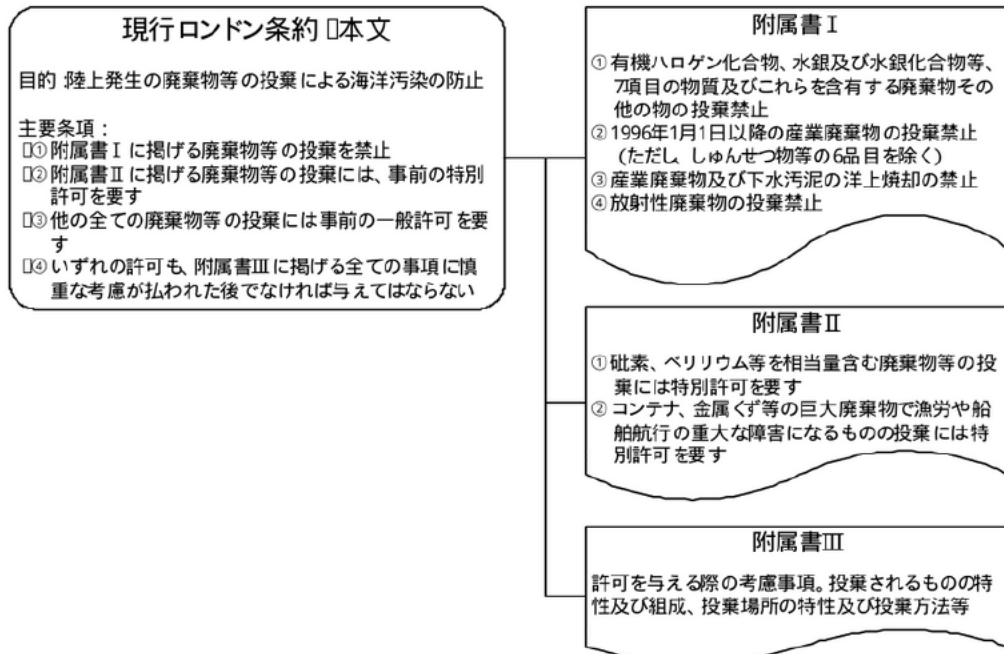 現行ロンドン条約 本文
目的:陸上発生の廃棄物等の投棄による海洋汚染の防止
主要条項:
①附属書Ⅰに掲げる廃棄物等の投棄を禁止
②附属書Ⅱに掲げる廃棄物等の投棄には、事前の特別
許可を要す
③他の全ての廃棄物等の投棄には事前の一般許可を要
す
④いずれの許可も、附属書Ⅲに掲げる全ての事項に慎
重な考慮が払われた後でなければ与えてはならない
附属書Ⅰ
①有機ハロゲン化合物、水銀及び水銀化合物等、
7項目の物質及びこれらを含有する廃棄物その
他の物の投棄禁止
②1996年1月1日以降の産業廃棄物の投棄禁止
(ただし、しゅんせつ物等の6品目を除く)
③産業廃棄物及び下水汚泥の洋上焼却の禁止
④放射性廃棄物の投棄禁止
附属書Ⅱ
①砒素、ベリリウム等を相当量含む廃棄物等の投
棄には特別許可を要す
②コンテナ、金属くず等の巨大廃棄物で漁労や船
舶航行の重大な障害になるものの投棄には特
別許可を要す
附属書Ⅲ
許可を与える際の考慮事項。投棄されるものの特
性及び組成、投棄場所の特性及び投棄方法等